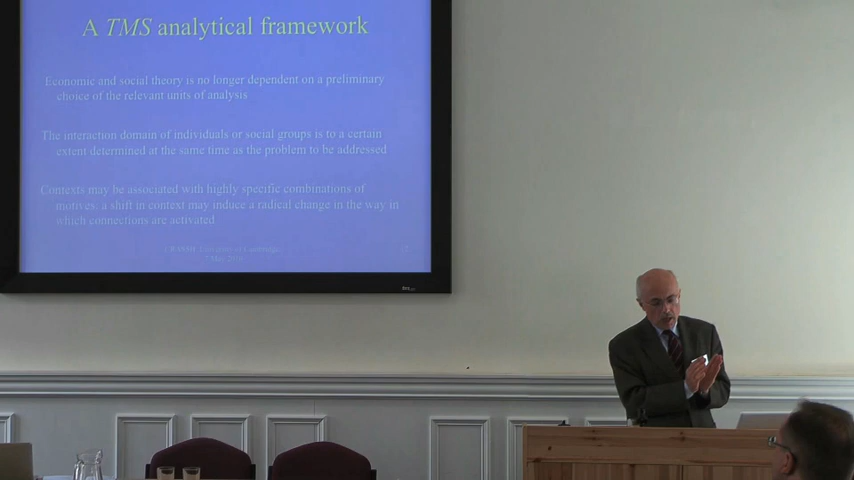 A TMS analytical framework
Economic and social theory is no longer dependent on a preliminary
choice of the relevant units of analysis
The interaction domain of individuals or social groups is to a certain
extent determined at the same time as the problem to be addressed
Contexts may be associated with highly specific combinations of
motives; a shift in context may induce a radical change in the way in
which connections are activated
University of Cambridge